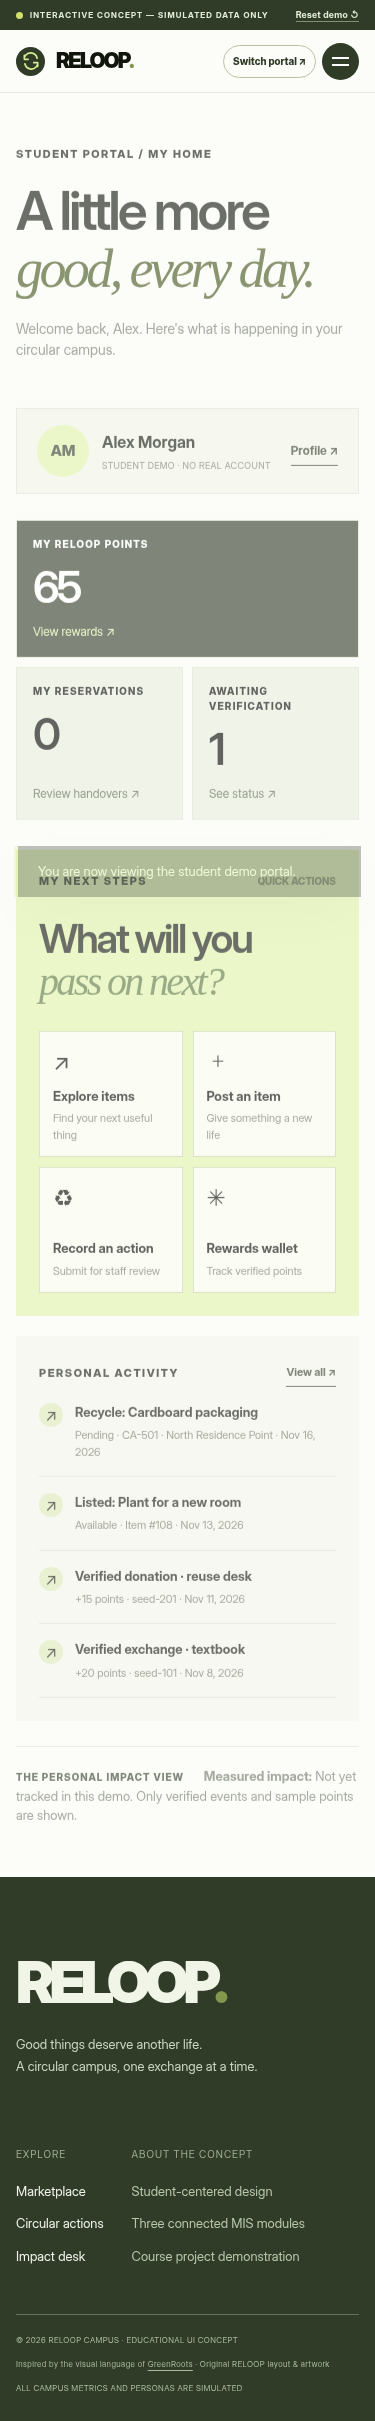 INTERACTIVE CONCEPT — SIMULATED DATA ONLY
Reset demo ↺
RELOOP.
Switch portal ↗
STUDENT PORTAL / MY HOME
A little more
good, every day.
Welcome back, Alex. Here's what is happening in your
circular campus.
AM
Alex Morgan
STUDENT DEMO · NO REAL ACCOUNT
Profile ↗
MY RELOOP POINTS
65
View rewards ↗
MY RESERVATIONS
0
Review handovers ↗
AWAITING
VERIFICATION
1
See status ↗
You are now viewing the student demo portal.
MY NEXT STEPS
QUICK ACTIONS
What will you
pass on next?
↗
Explore items
Find your next useful
thing
+
Post an item
Give something a new
life
♻
Record an action
Submit for staff review
✳
Rewards wallet
Track verified points
PERSONAL ACTIVITY
View all ↗
↗ Recycle: Cardboard packaging
Pending · CA-501 · North Residence Point · Nov 16,
2026
↗ Listed: Plant for a new room
Available · Item #108 · Nov 13, 2026
↗ Verified donation · reuse desk
+15 points · seed-201 · Nov 11, 2026
↗ Verified exchange · textbook
+20 points · seed-101 · Nov 8, 2026
THE PERSONAL IMPACT VIEW Measured impact: Not yet
tracked in this demo. Only verified events and sample points
are shown.
RELOOP.
Good things deserve another life.
A circular campus, one exchange at a time.
EXPLORE
Marketplace
Circular actions
Impact desk
ABOUT THE CONCEPT
Student-centered design
Three connected MIS modules
Course project demonstration
© 2026 RELOOP CAMPUS · EDUCATIONAL UI CONCEPT
Inspired by the visual language of GreenRoots · Original RELOOP layout & artwork
ALL CAMPUS METRICS AND PERSONAS ARE SIMULATED